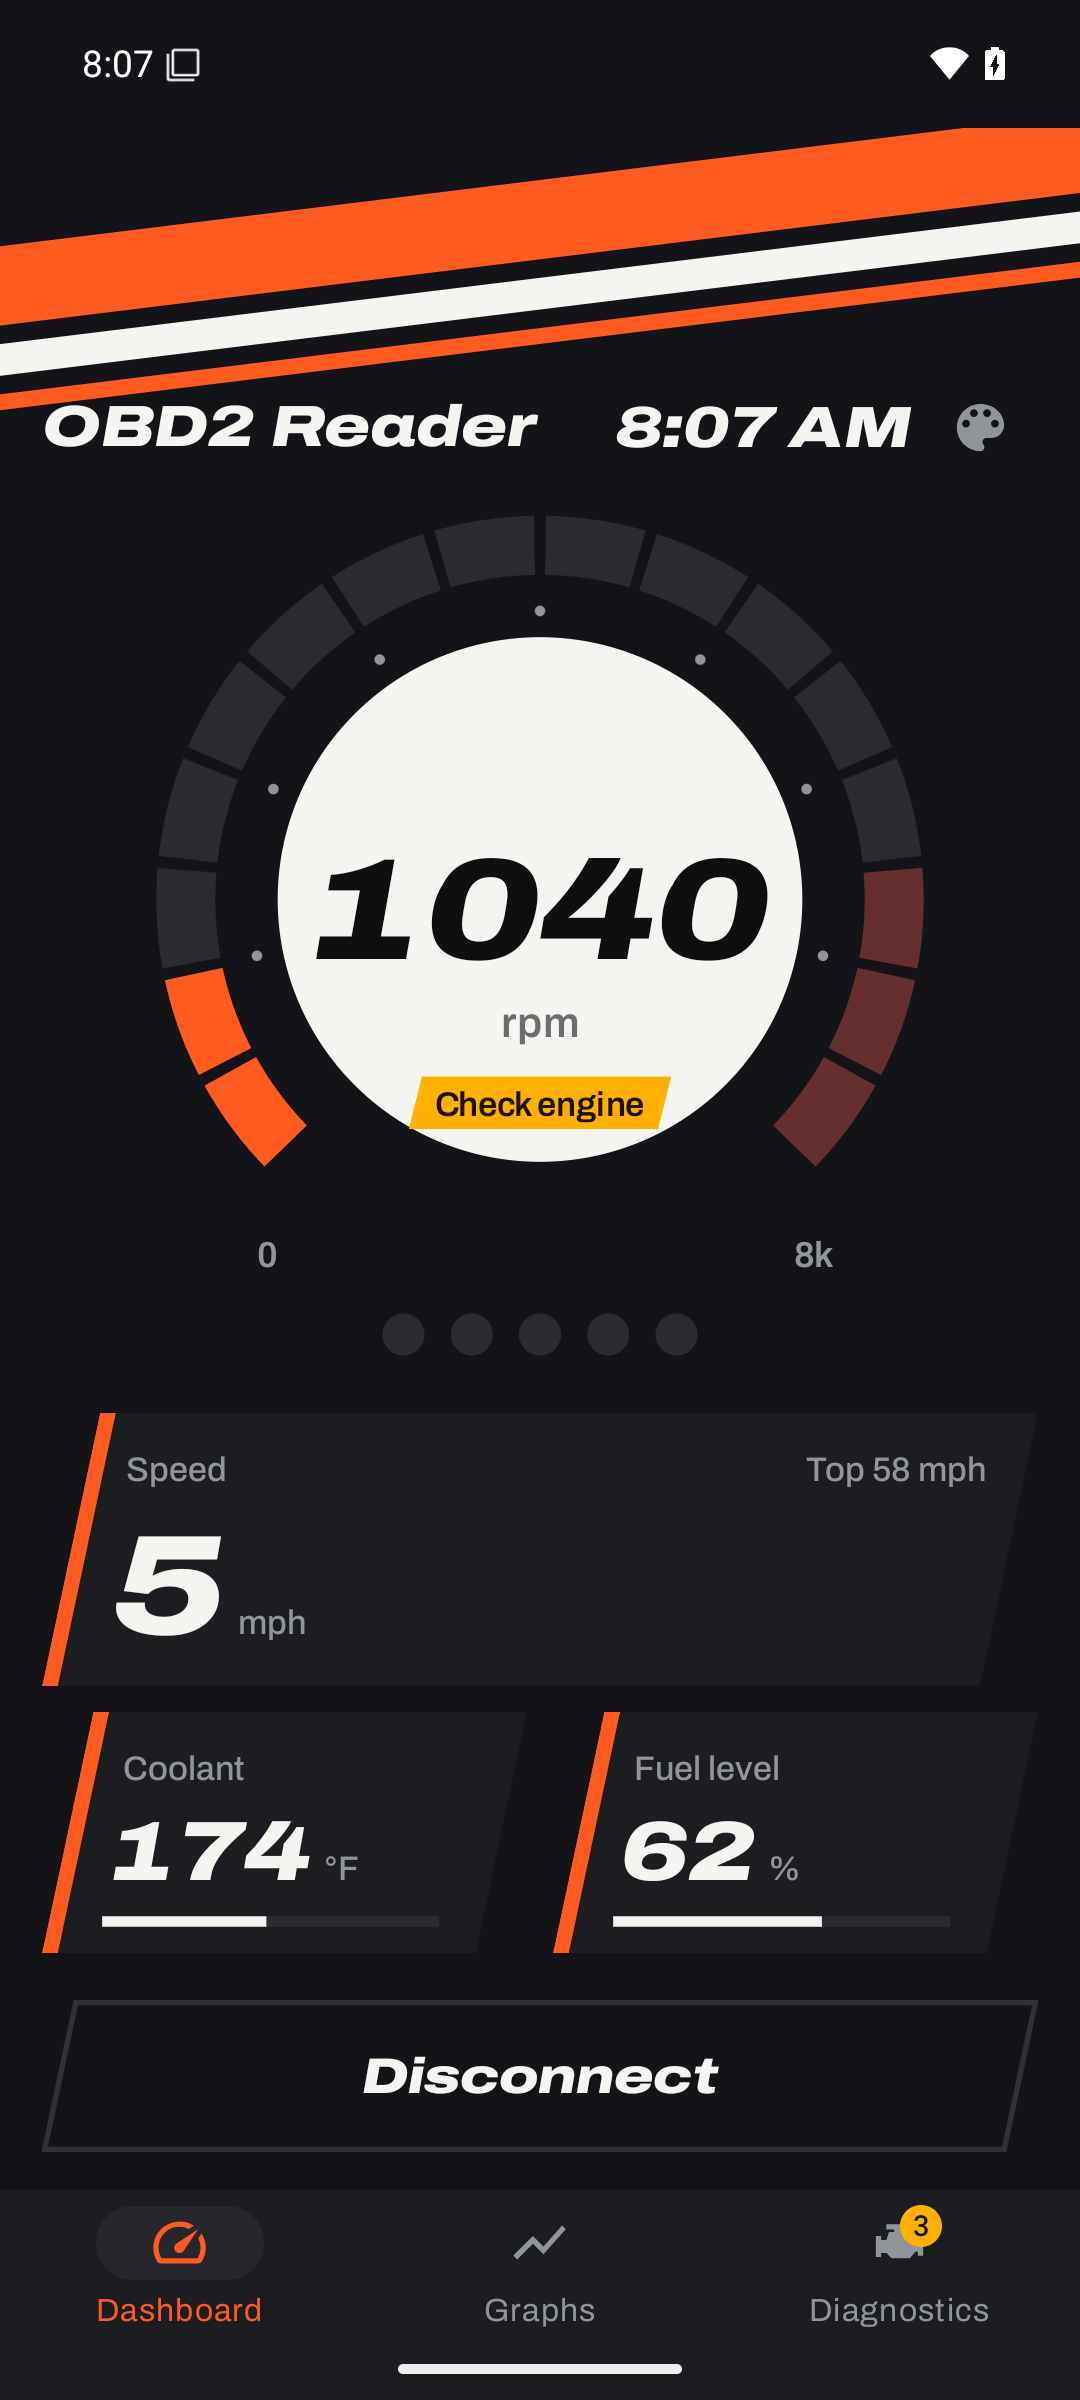 8:07
OBD2 Reader 8:07 AM
1040
rpm
Check engine
0 8k
Speed Top 58 mph
5 mph
Coolant Fuel level
174 °F 62 %
Disconnect
3
Dashboard Graphs Diagnostics